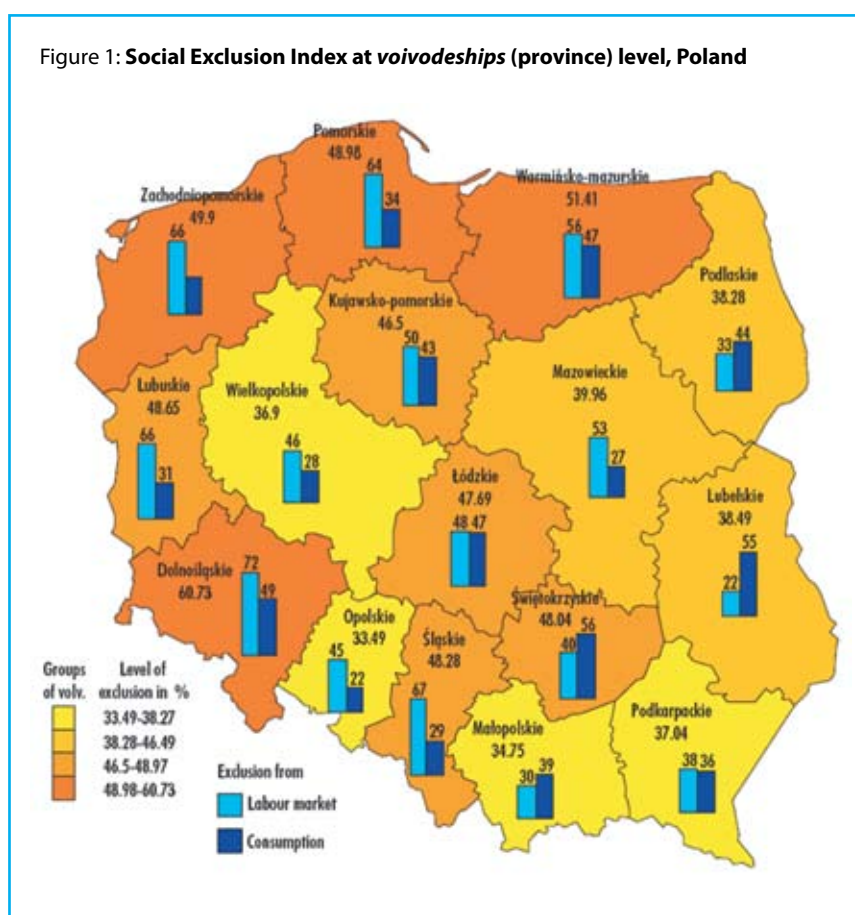 Figure 1: Social Exclusion Index at voivodeships (province) level, Poland
Pomorskie
48.98
64
34
Zachodniopomorskie
49.9
66
Warmińsko-mazurskie
51.41
56 47
Podlaskie
38.28
33 44
Kujawsko-pomorskie
46.5
50 43
Mazowieckie
39.96
53
27
Lubuskie
48.65
66
31
Wielkopolskie
36.9
46
28
Łódzkie
47.69
48 47
Lubelskie
38.49
55
22
Dolnośląskie
60.73
72
49
Opolskie
33.49
45
22
Śląskie
48.28
67
29
Świętokrzyskie
48.04
40 56
Małopolskie
34.75
30 39
Podkarpackie
37.04
38 36
Groups of volv.
Level of exclusion in %
33.49-38.27
38.28-46.49
46.5-48.97
48.98-60.73
Exclusion from
Labour market
Consumption